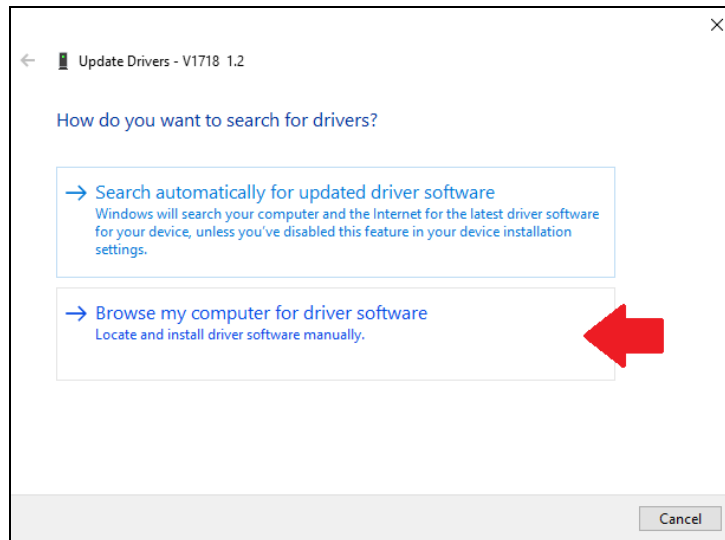 Update Drivers - V1718 1.2
How do you want to search for drivers?
Search automatically for updated driver software
Windows will search your computer and the Internet for the latest driver software
for your device, unless you've disabled this feature in your device installation
settings.
Browse my computer for driver software
Locate and install driver software manually.
Cancel